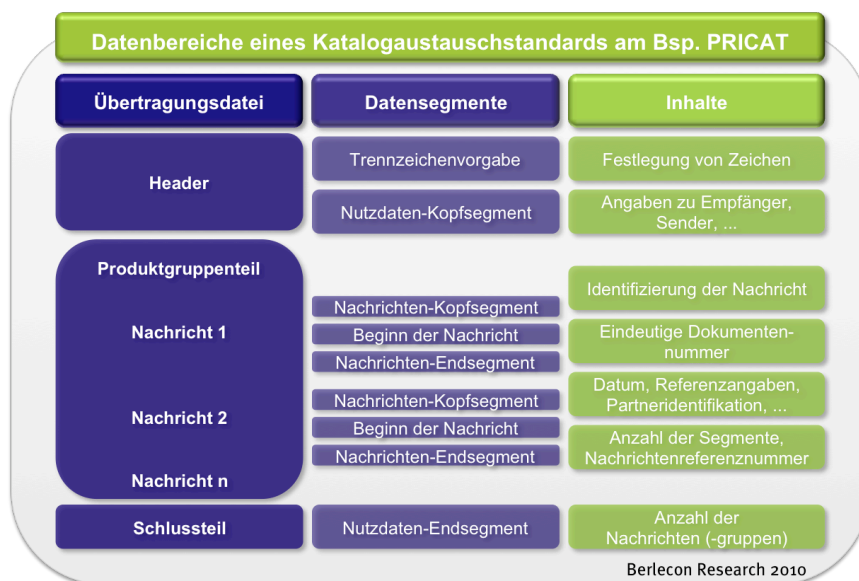 Datenbereiche eines Katalogaustauschstandards am Bsp. PRICAT
Übertragungsdatei
Datensegmente
Inhalte
Header
Trennzeichenvorgabe
Festlegung von Zeichen
Nutzdaten-Kopfsegment
Angaben zu Empfänger,
Sender, ...
Produktgruppenteil
Nachricht 1
Nachricht 2
Nachricht n
Nachrichten-Kopfsegment
Beginn der Nachricht
Nachrichten-Endsegment
Nachrichten-Kopfsegment
Beginn der Nachricht
Nachrichten-Endsegment
Identifizierung der Nachricht
Eindeutige Dokumenten-
nummer
Datum, Referenzangaben,
Partneridentifikation, ...
Anzahl der Segmente,
Nachrichtenreferenznummer
Schlussteil
Nutzdaten-Endsegment
Anzahl der
Nachrichten (-gruppen)
Berlecon Research 2010